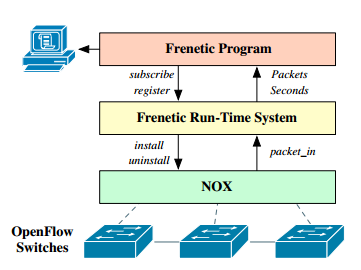 Frenetic Program
subscribe
register
Packets
Seconds
Frenetic Run-Time System
install
uninstall
packet_in
NOX
OpenFlow
Switches